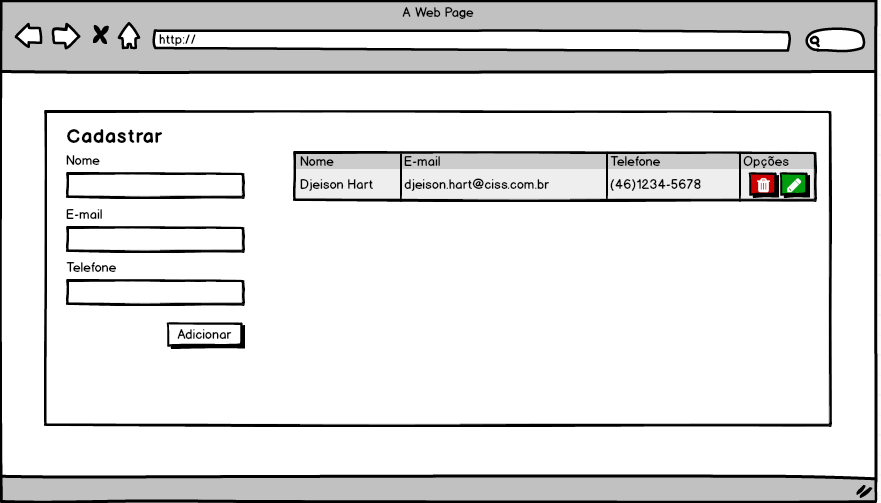 A Web Page
http://
Cadastrar
Nome
E-mail
Telefone
Adicionar
Nome E-mail Telefone Opções
Djeison Hart djeison.hart@ciss.com.br (46)1234-5678